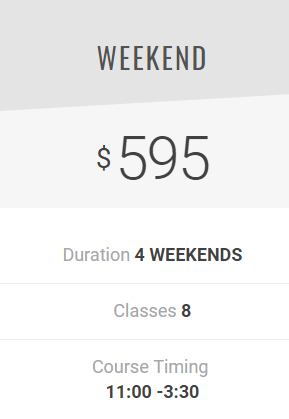 WEEKEND
$595
Duration 4 WEEKENDS
Classes 8
Course Timing
11:00 -3:30